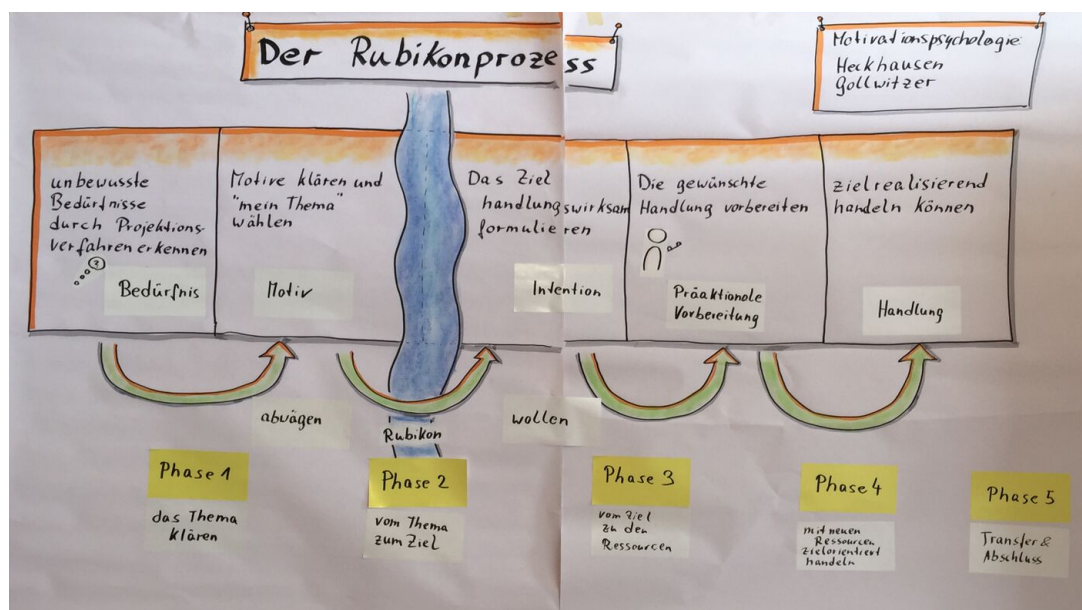 Der Rubikonprozess
Motivationspsychologie
Heckhausen
Gollwitzer
unbewusste
Bedürfnisse
durch Projektions-
verfahren erkennen
?
Bedürfnis
Motive klären und
"mein Thema"
wählen
Motiv
Das Ziel
handlungswirksam
formulieren
Intention
Die gewünschte
Handlung vorbereiten
Präaktionale
Vorbereitung
zielrealisierend
handeln können
Handlung
abwägen
Rubikon
wollen
Phase 1
das Thema
klären
Phase 2
vom Thema
zum Ziel
Phase 3
vom Ziel
zu den
Ressourcen
Phase 4
mit neuen
Ressourcen
zielorientiert
handeln
Phase 5
Transfer &
Abschluss